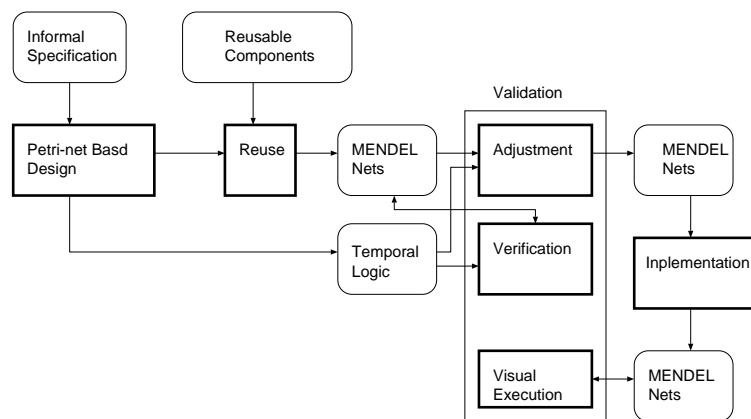 Informal
Specification
Reusable
Components
Validation
Petri-net Basd
Design
Reuse
MENDEL
Nets
Adjustment
MENDEL
Nets
Temporal
Logic
Verification
Inplementation
Visual
Execution
MENDEL
Nets